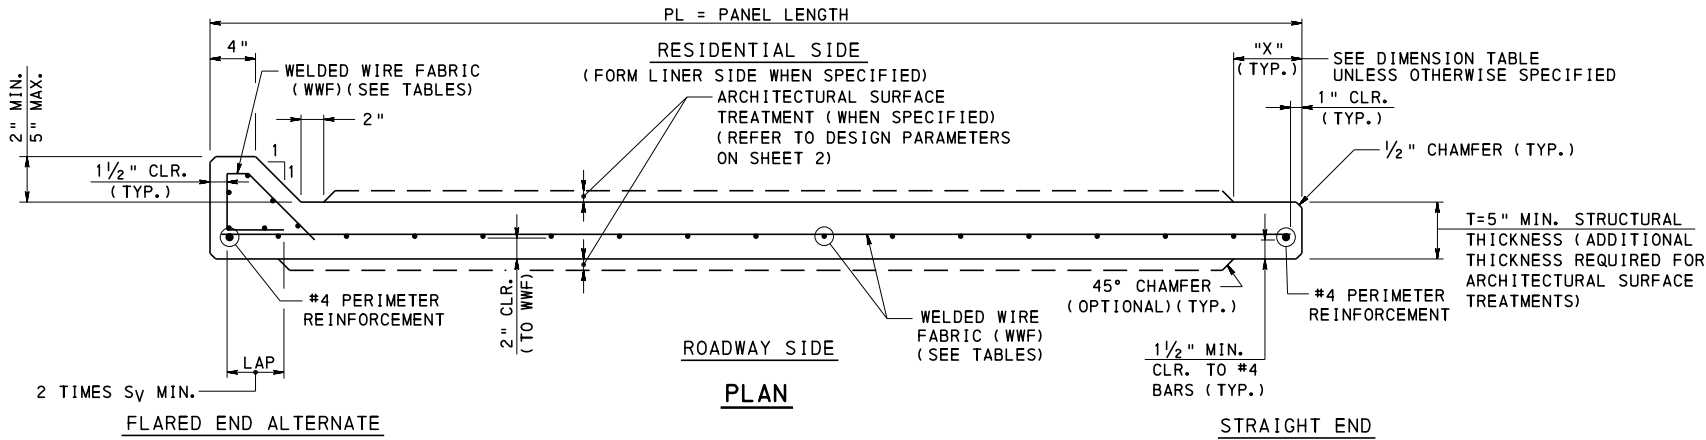 PL = PANEL LENGTH
RESIDENTIAL SIDE
(FORM LINER SIDE WHEN SPECIFIED)
4"
WELDED WIRE FABRIC
(WWF)(SEE TABLES)
2" MIN.
5" MAX.
1
1
2"
ARCHITECTURAL SURFACE
TREATMENT (WHEN SPECIFIED)
(REFER TO DESIGN PARAMETERS
ON SHEET 2)
"X"
(TYP.)
SEE DIMENSION TABLE
UNLESS OTHERWISE SPECIFIED
1" CLR.
(TYP.)
½" CHAMFER (TYP.)
1½" CLR.
(TYP.)
T=5" MIN. STRUCTURAL
THICKNESS (ADDITIONAL
THICKNESS REQUIRED FOR
ARCHITECTURAL SURFACE
TREATMENTS)
#4 PERIMETER
REINFORCEMENT
2" CLR.
(TO WWF)
45° CHAMFER
(OPTIONAL)(TYP.)
#4 PERIMETER
REINFORCEMENT
WELDED WIRE
FABRIC (WWF)
(SEE TABLES)
ROADWAY SIDE
1½" MIN.
CLR. TO #4
BARS (TYP.)
LAP
2 TIMES SV MIN.
PLAN
FLARED END ALTERNATE
STRAIGHT END